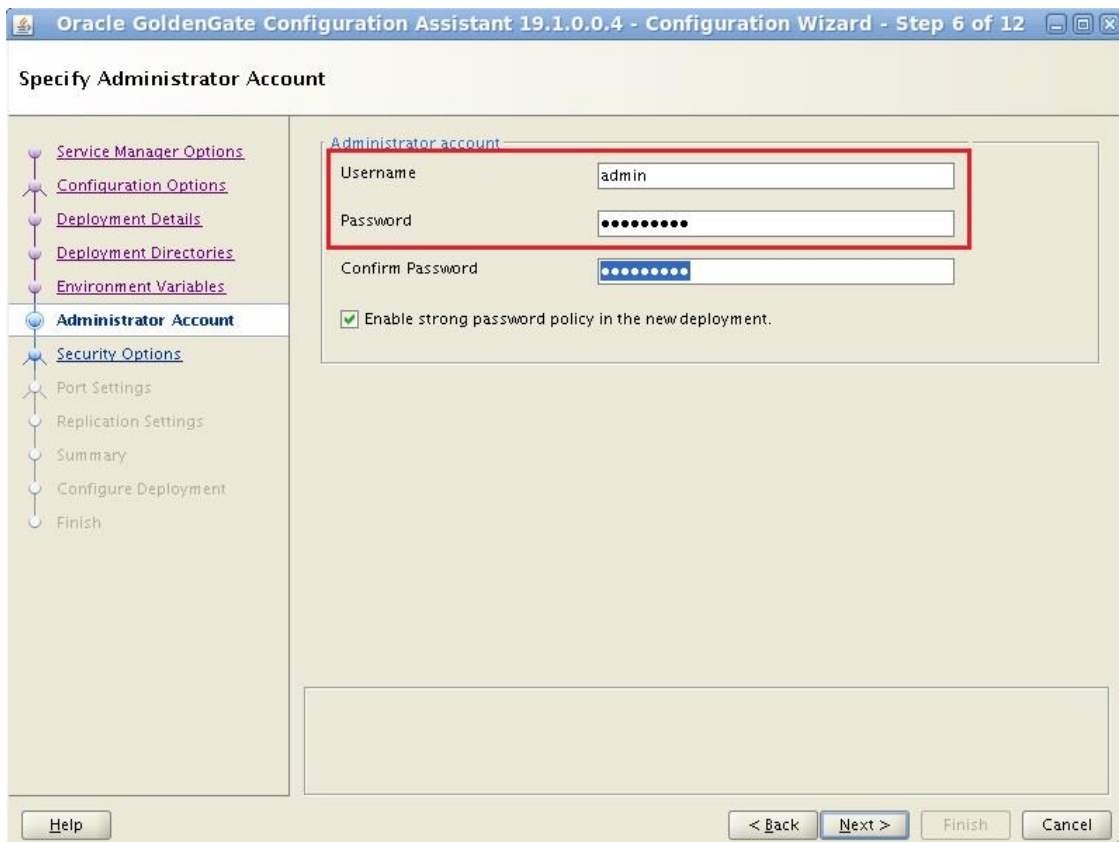 Oracle GoldenGate Configuration Assistant 19.1.0.0.4 - Configuration Wizard - Step 6 of 12
Specify Administrator Account
Service Manager Options
Configuration Options
Deployment Details
Deployment Directories
Environment Variables
Administrator Account
Security Options
Port Settings
Replication Settings
Summary
Configure Deployment
Finish
Administrator account
Username
admin
Password
•••••••••
Confirm Password
•••••••••
Enable strong password policy in the new deployment.
Help
< Back
Next >
Finish
Cancel